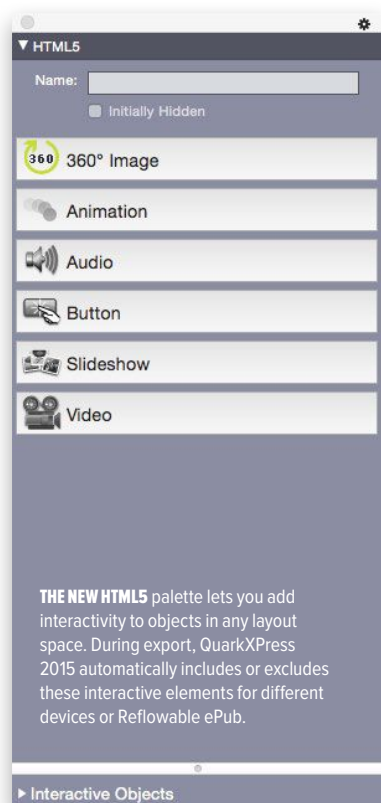 HTML5
Name:
Initially Hidden
360 360° Image
Animation
Audio
Button
Slideshow
Video
THE NEW HTML5 palette lets you add
interactivity to objects in any layout
space. During export, QuarkXPress
2015 automatically includes or excludes
these interactive elements for different
devices or Reflowable ePub.
Interactive Objects